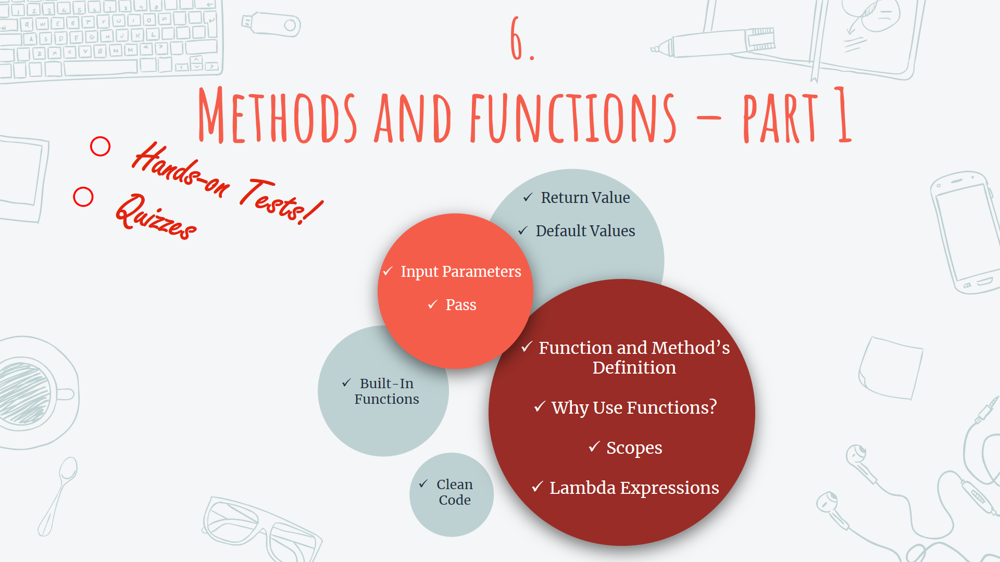 6.
Methods and functions – part 1
Hands-on Tests!
Quizzes
✓ Return Value
✓ Default Values
✓ Input Parameters
✓ Pass
✓ Function and Method’s
Definition
✓ Why Use Functions?
✓ Scopes
✓ Lambda Expressions
✓ Built-In
Functions
✓ Clean
Code